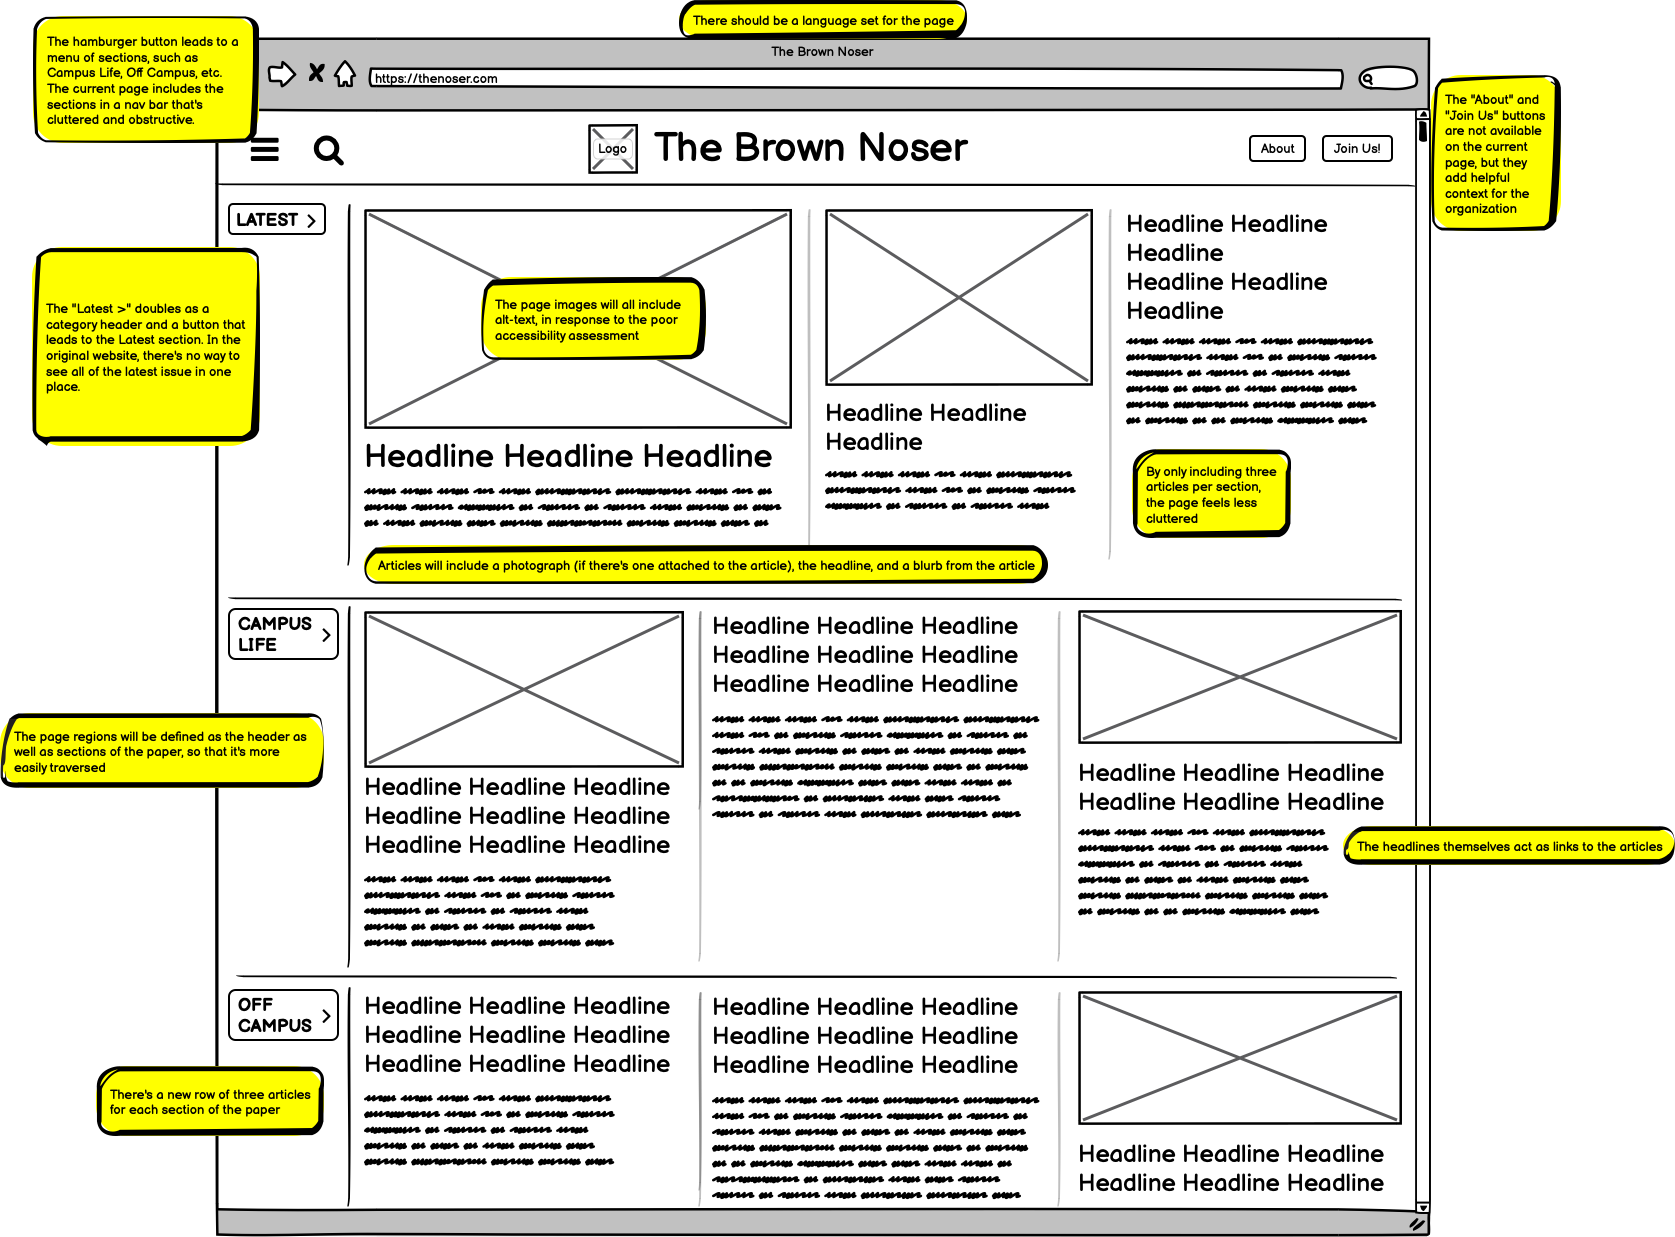 There should be a language set for the page
The hamburger button leads to a
menu of sections, such as
Campus Life, Off Campus, etc.
The current page includes the
sections in a nav bar that's
cluttered and obstructive.
The Brown Noser
https://thenoser.com
The "About" and
"Join Us" buttons
are not available
on the current
page, but they
add helpful
context for the
organization
Logo
The Brown Noser
About
Join Us!
LATEST >
The "Latest >" doubles as a
category header and a button that
leads to the Latest section. In the
original website, there's no way to
see all of the latest issue in one
place.
The page images will all include
alt-text, in response to the poor
accessibility assessment
Headline Headline Headline
Headline Headline
Headline
Headline Headline
Headline
Headline Headline
Headline
By only including three
articles per section,
the page feels less
cluttered
Articles will include a photograph (if there's one attached to the article), the headline, and a blurb from the article
CAMPUS
LIFE >
The page regions will be defined as the header as
well as sections of the paper, so that it's more
easily traversed
Headline Headline Headline
Headline Headline Headline
Headline Headline Headline
Headline Headline Headline
Headline Headline Headline
Headline Headline Headline
Headline Headline Headline
Headline Headline Headline
The headlines themselves act as links to the articles
OFF
CAMPUS >
There's a new row of three articles
for each section of the paper
Headline Headline Headline
Headline Headline Headline
Headline Headline Headline
Headline Headline Headline
Headline Headline Headline
Headline Headline Headline
Headline Headline Headline
Headline Headline Headline